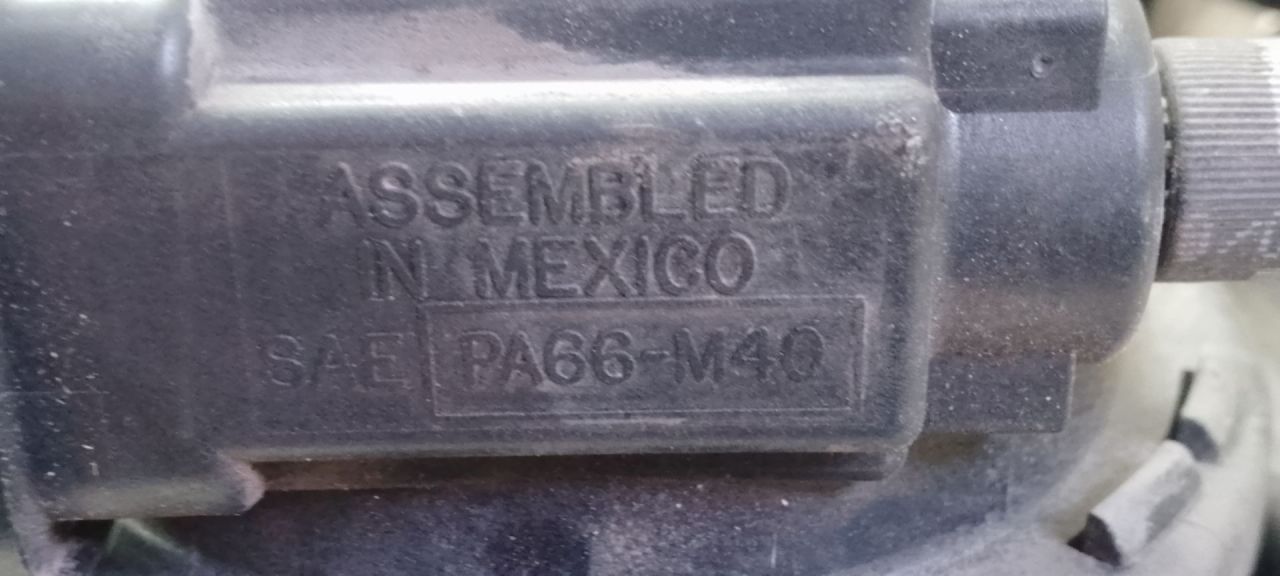 ASSEMBLED
IN MEXICO
SAE PA66-M40